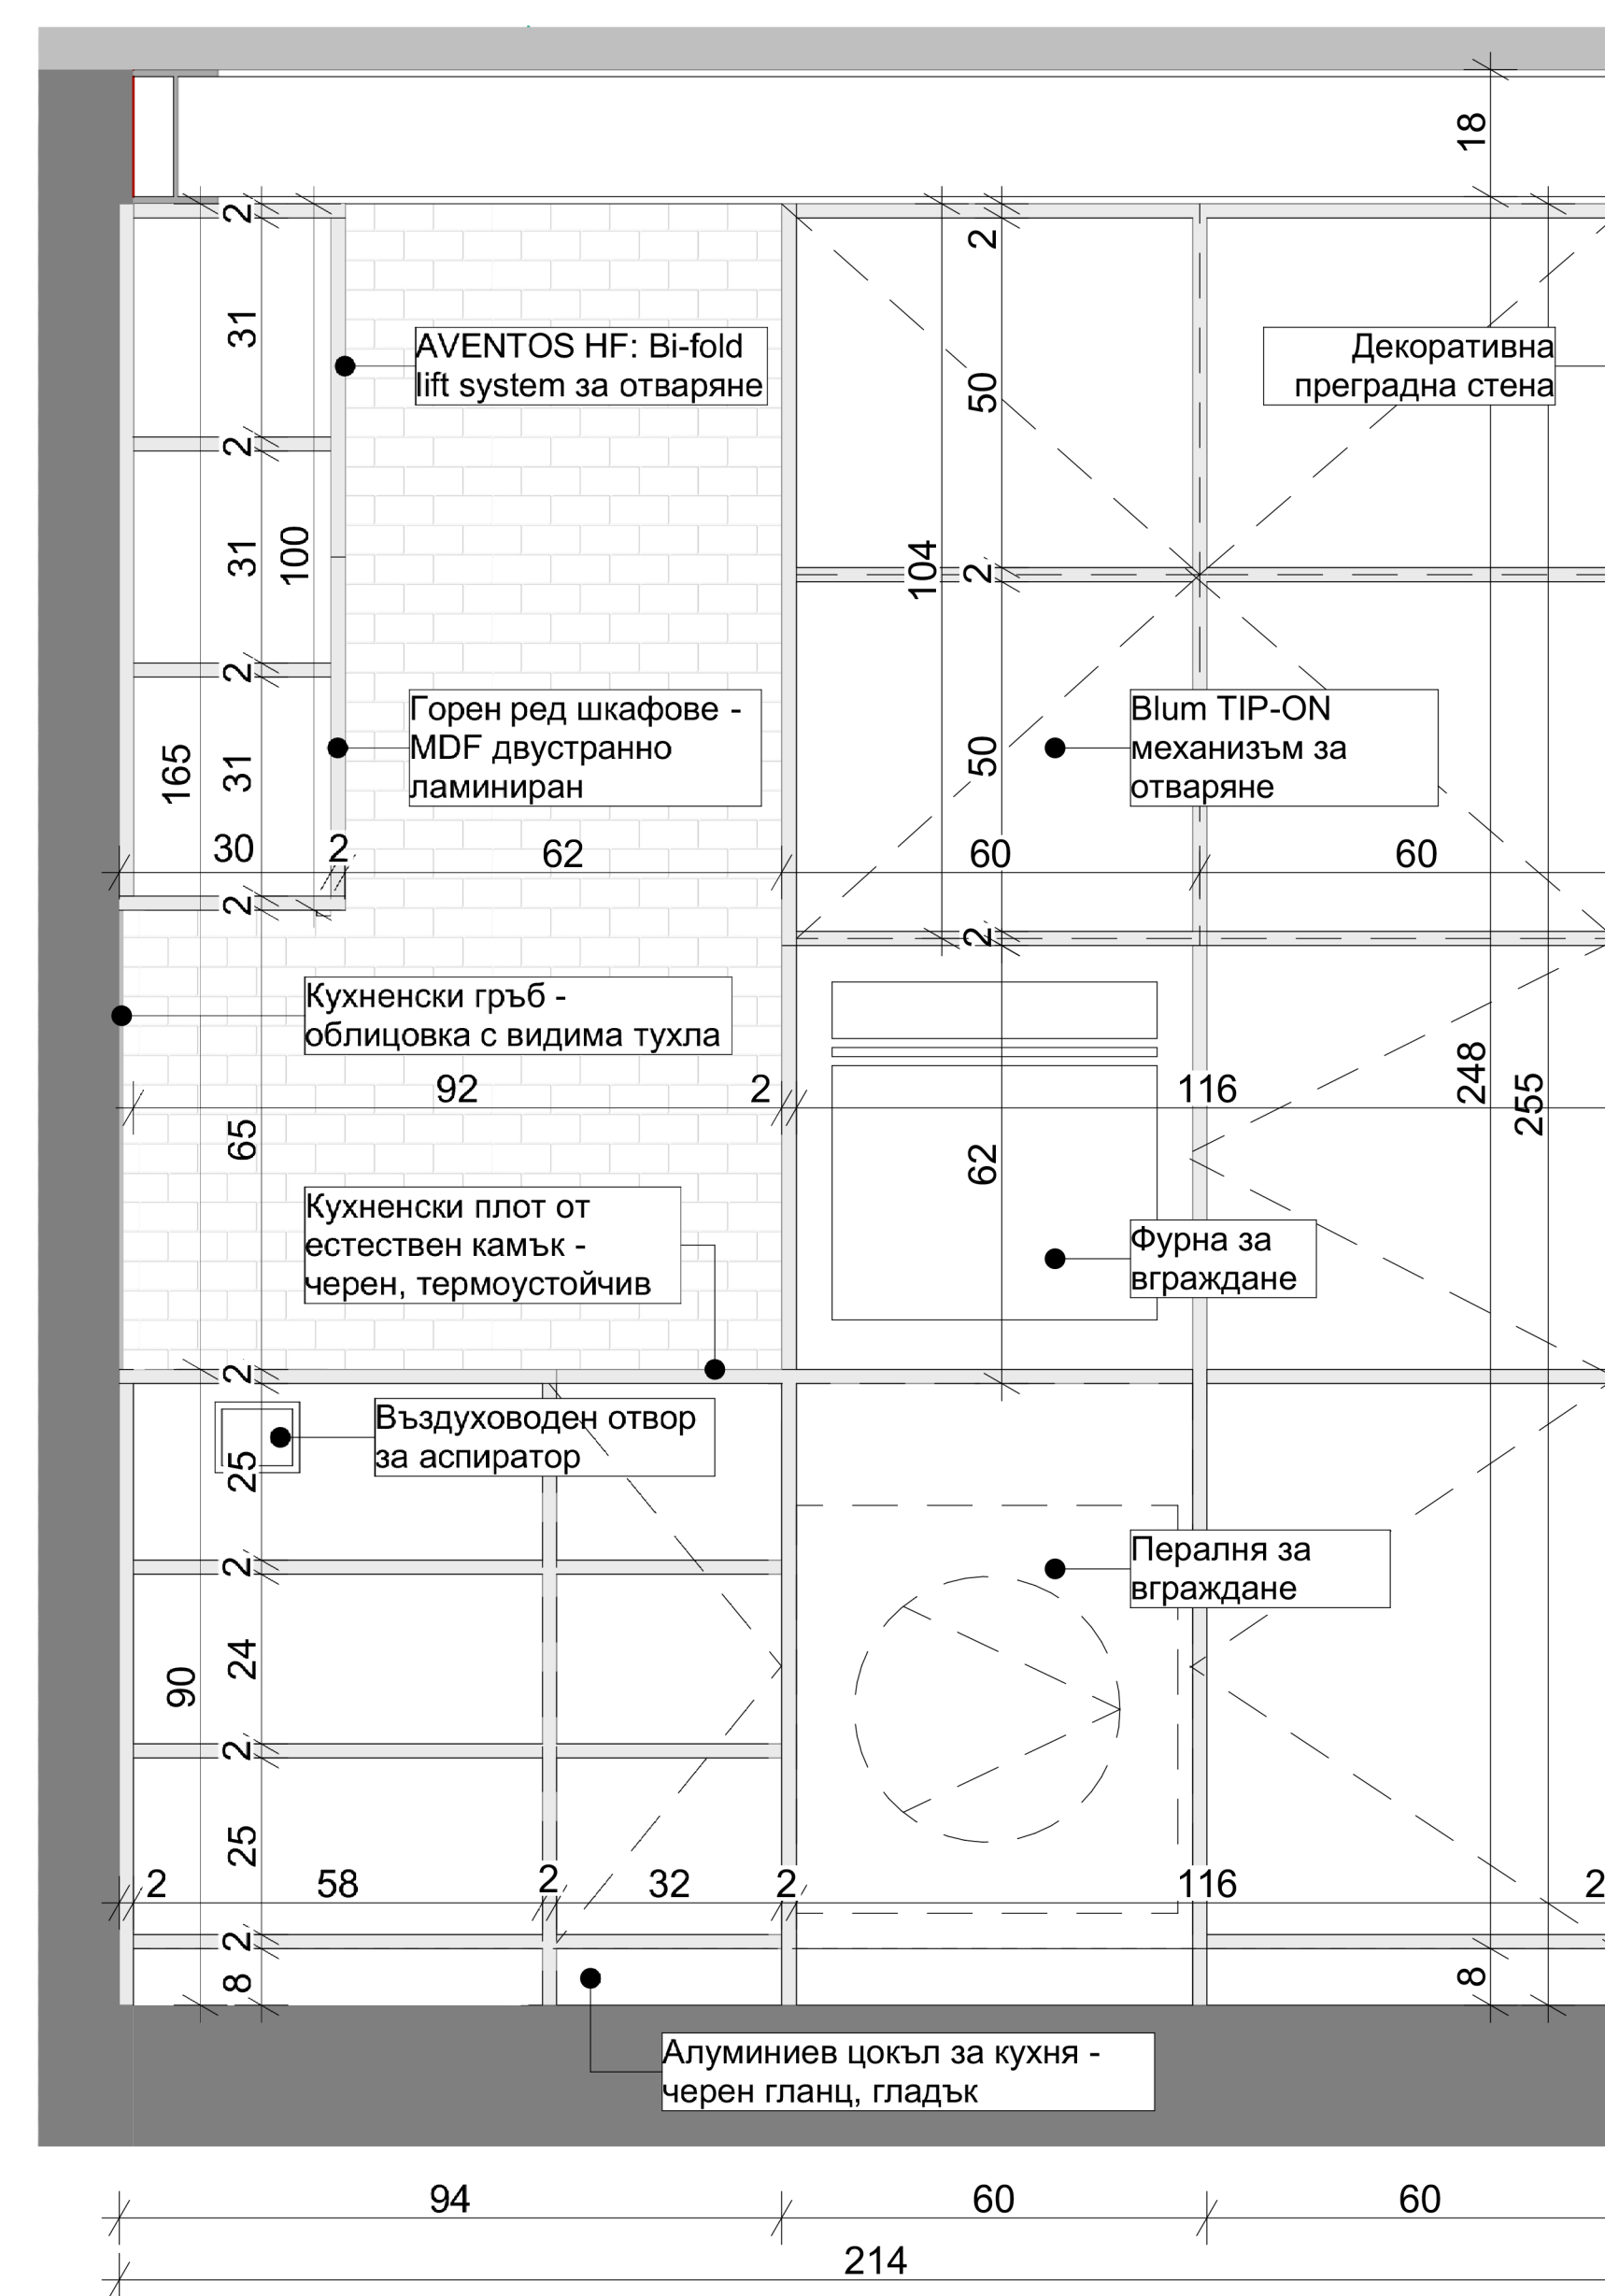 18
2
2
31
50
AVENTOS HF: Bi-fold
lift system за отваряне
Декоративна
преградна стена
2
31
100
104
2
2
Горен ред шкафове -
MDF двустранно
ламиниран
Blum TIP-ON
механизъм за
отваряне
165
31
50
30
2
62
60
60
2
2
Кухненски гръб -
облицовка с видима тухла
92
2
116
248
255
65
62
Кухненски плот от
естествен камък -
черен, термоустойчив
Фурна за
вграждане
2
Въздуховоден отвор
за аспиратор
25
2
Пералня за
вграждане
24
90
2
25
2
58
2
32
2
116
2
2
8
8
Алуминиев цокъл за кухня -
черен гланц, гладък
94
60
60
214